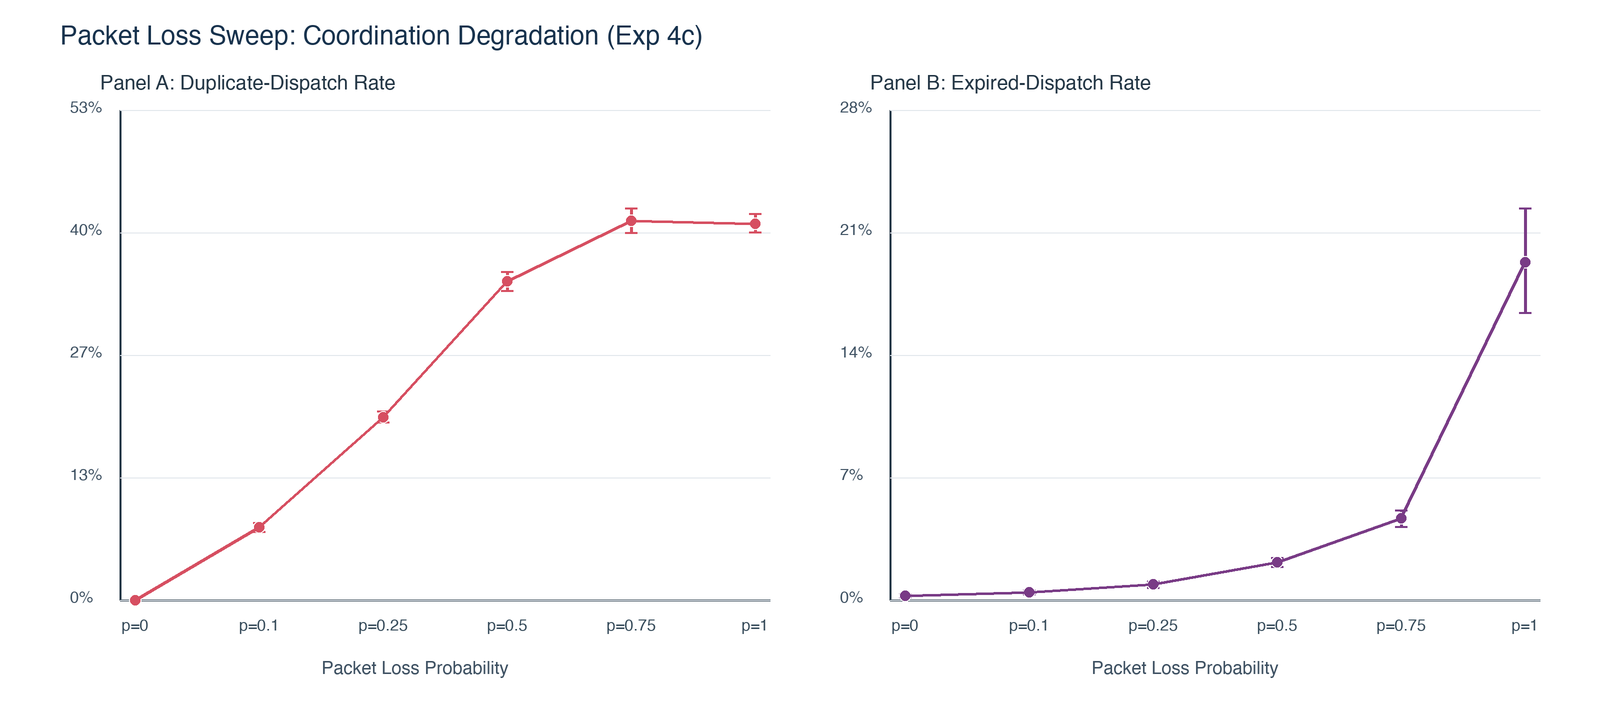 Packet Loss Sweep: Coordination Degradation (Exp 4c)
Panel A: Duplicate-Dispatch Rate
53%
40%
27%
13%
0%
p=0 p=0.1 p=0.25 p=0.5 p=0.75 p=1
Packet Loss Probability
Panel B: Expired-Dispatch Rate
28%
21%
14%
7%
0%
p=0 p=0.1 p=0.25 p=0.5 p=0.75 p=1
Packet Loss Probability